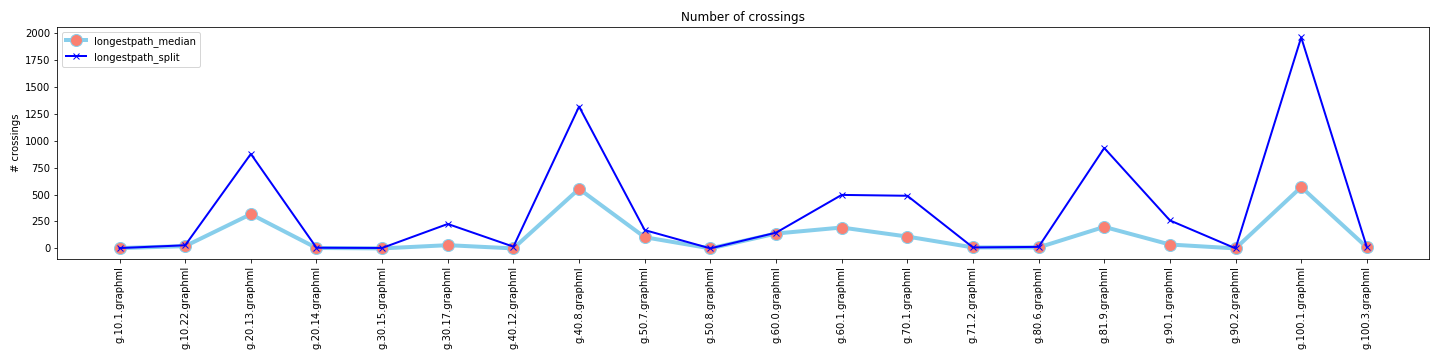 Number of crossings
longestpath_median
longestpath_split
# crossings
2000
1750
1500
1250
1000
750
500
250
0
g.10.1.graphml
g.10.22.graphml
g.20.13.graphml
g.20.14.graphml
g.30.15.graphml
g.30.17.graphml
g.40.12.graphml
g.40.8.graphml
g.50.7.graphml
g.50.8.graphml
g.60.0.graphml
g.60.1.graphml
g.70.1.graphml
g.71.2.graphml
g.80.6.graphml
g.81.9.graphml
g.90.1.graphml
g.90.2.graphml
g.100.1.graphml
g.100.3.graphml